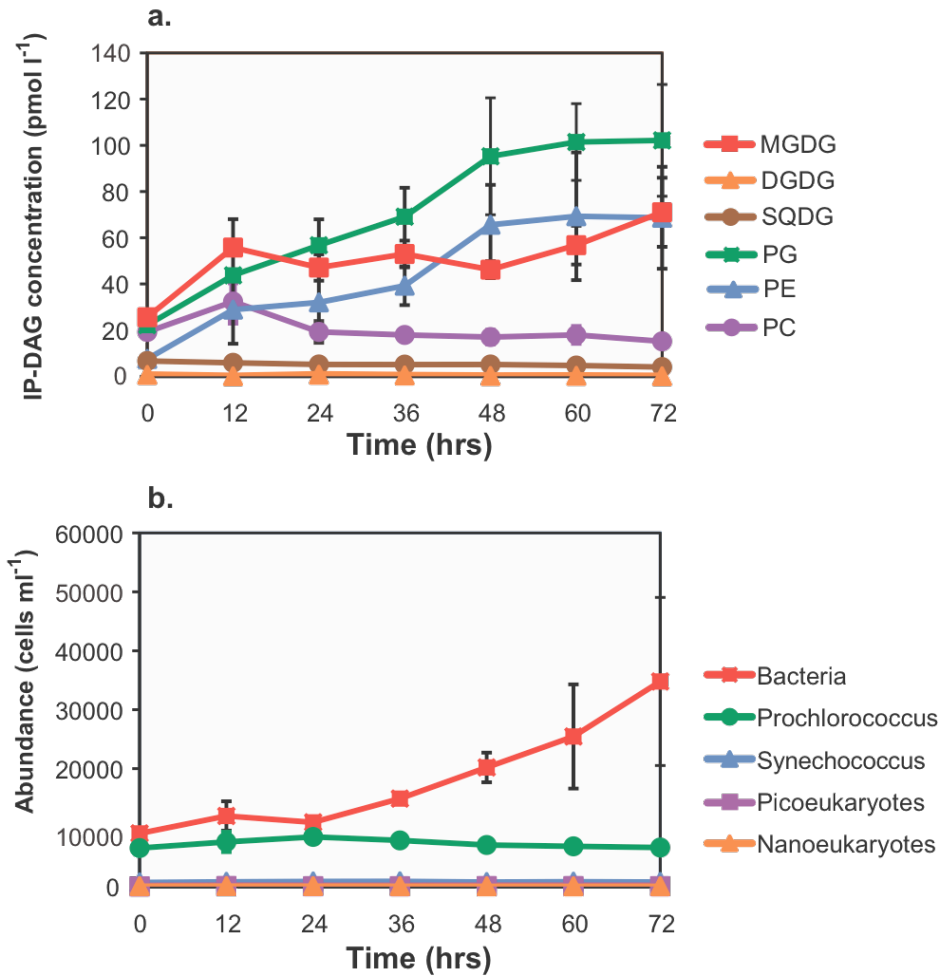 a.
IP-DAG concentration (pmol l⁻¹)
140
120
100
80
60
40
20
0
0 12 24 36 48 60 72
Time (hrs)
MGDG
DGDG
SQDG
PG
PE
PC
b.
Abundance (cells ml⁻¹)
60000
50000
40000
30000
20000
10000
0
0 12 24 36 48 60 72
Time (hrs)
Bacteria
Prochlorococcus
Synechococcus
Picoeukaryotes
Nanoeukaryotes